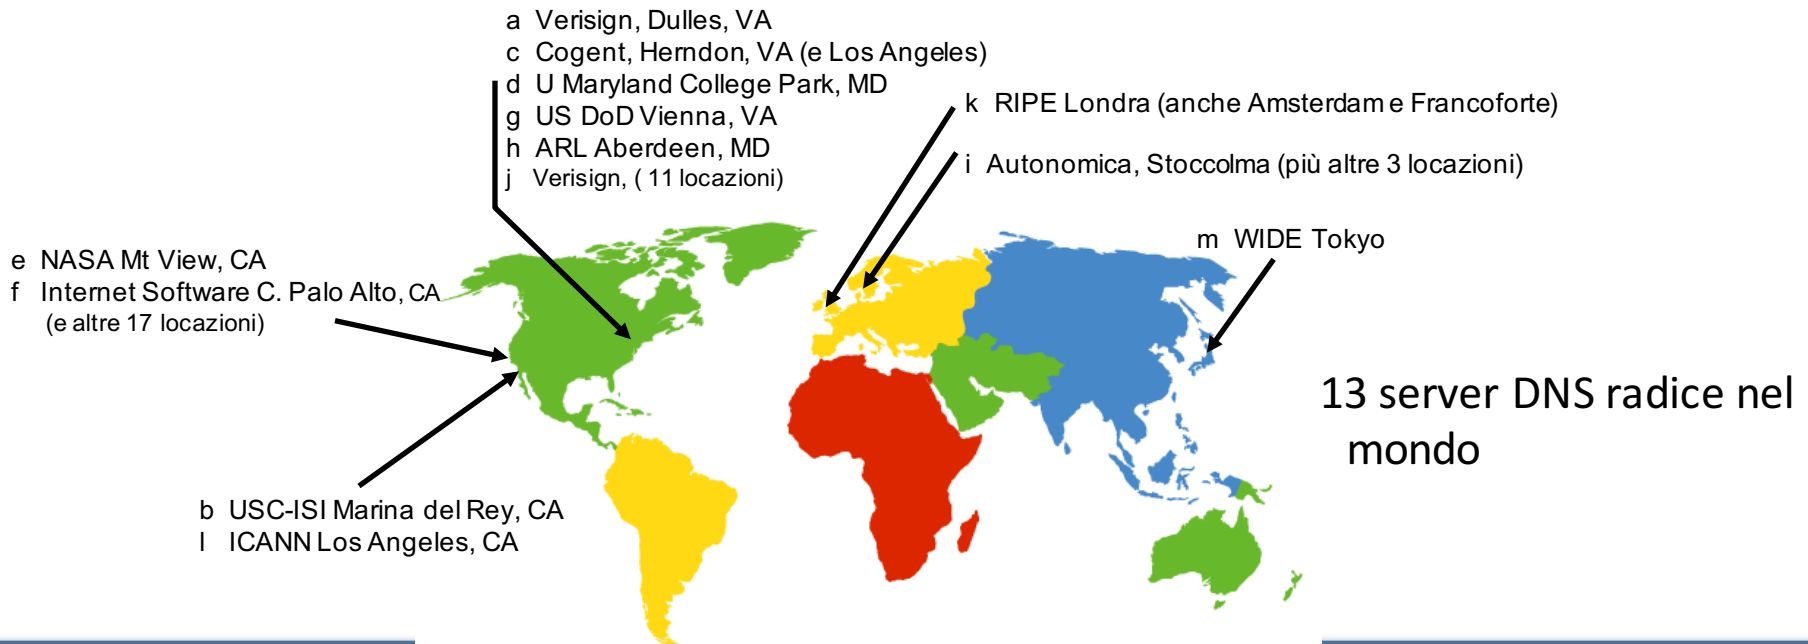 a Verisign, Dulles, VA
c Cogent, Herndon, VA (e Los Angeles)
d U Maryland College Park, MD
g US DoD Vienna, VA
h ARL Aberdeen, MD
j Verisign, ( 11 locazioni)
k RIPE Londra (anche Amsterdam e Francoforte)
i Autonomica, Stoccolma (più altre 3 locazioni)
m WIDE Tokyo
e NASA Mt View, CA
f Internet Software C. Palo Alto, CA
(e altre 17 locazioni)
13 server DNS radice nel
mondo
b USC-ISI Marina del Rey, CA
l ICANN Los Angeles, CA